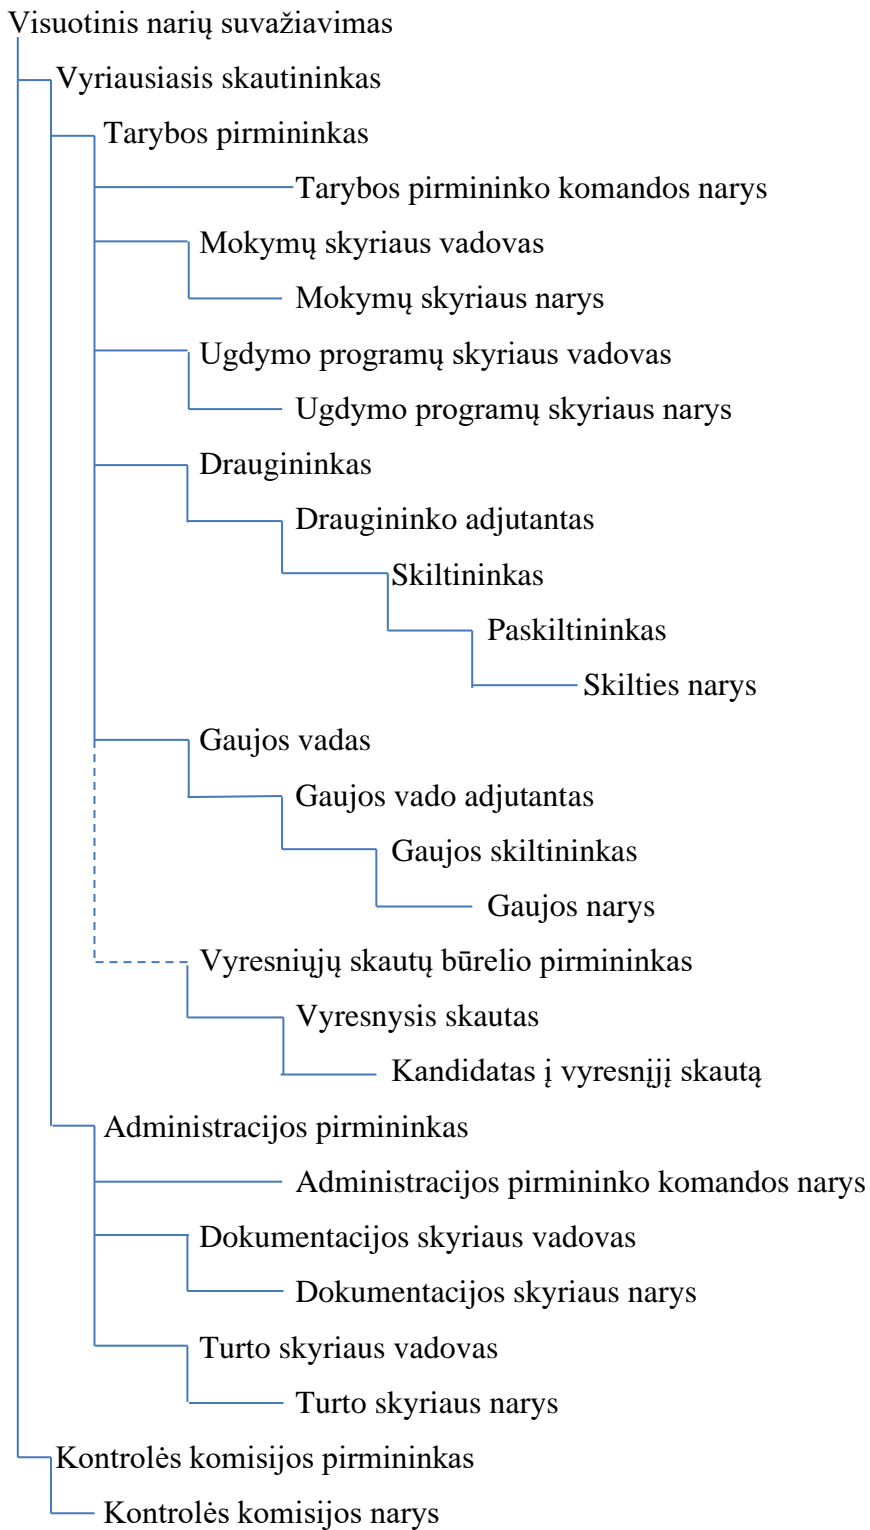 Visuotinis narių suvažiavimas
Vyriausiasis skautininkas
Tarybos pirmininkas
Tarybos pirmininko komandos narys
Mokymų skyriaus vadovas
Mokymų skyriaus narys
Ugdymo programų skyriaus vadovas
Ugdymo programų skyriaus narys
Draugininkas
Draugininko adjutantas
Skiltininkas
Paskiltininkas
Skilties narys
Gaujos vadas
Gaujos vado adjutantas
Gaujos skiltininkas
Gaujos narys
Vyresniųjų skautų būrelio pirmininkas
Vyresnysis skautas
Kandidatas į vyresnįjį skautą
Administracijos pirmininkas
Administracijos pirmininko komandos narys
Dokumentacijos skyriaus vadovas
Dokumentacijos skyriaus narys
Turto skyriaus vadovas
Turto skyriaus narys
Kontrolės komisijos pirmininkas
Kontrolės komisijos narys